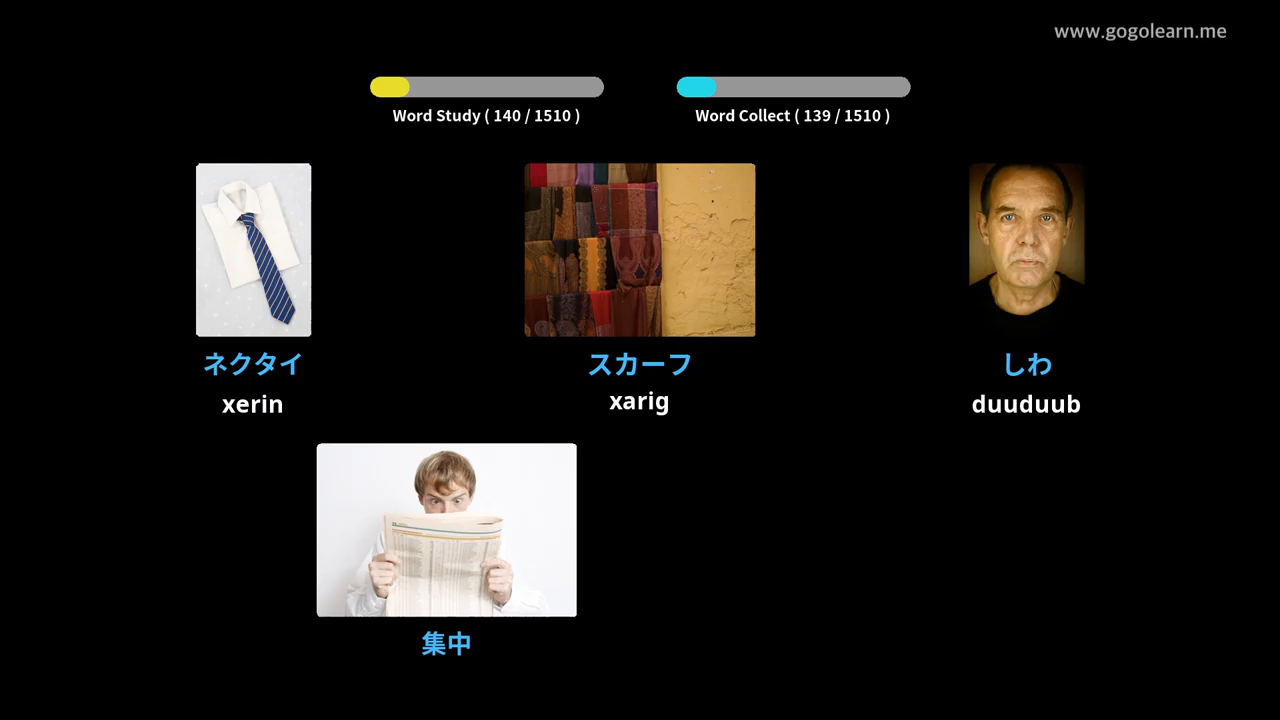 www.gogolearn.me
Word Study ( 140 / 1510 )
Word Collect ( 139 / 1510 )
ネクタイ
xerin
スカーフ
xarig
しわ
duuduub
集中